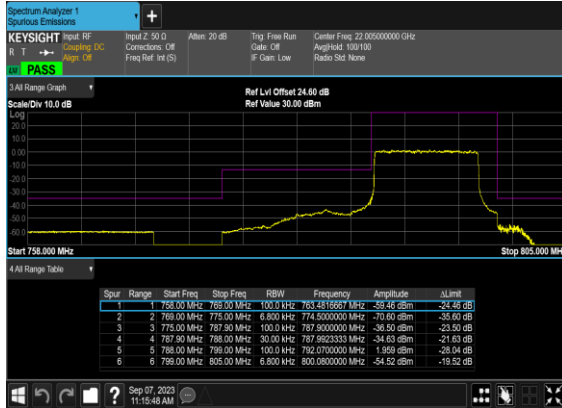 Spectrum Analyzer 1
Spurious Emissions
+
KEYSIGHT Input: RF Input Z: 50 Ω Atten: 20 dB Trig: Free Run Center Freq: 22.005000000 GHz
R T Coupling: DC Corrections: Off Gate: Off Avg|Hold: 100/100
Align: Off Freq Ref: Int (S) IF Gain: Low Radio Std: None
PASS
3 All Range Graph
Ref Lvl Offset 24.60 dB
Scale/Div 10.0 dB Ref Value 30.00 dBm
Log
20.0
10.0
0.00
-10.0
-20.0
-30.0
-40.0
-50.0
-60.0
Start 758.000 MHz Stop 805.000 MHz
4 All Range Table
Spur Range Start Freq Stop Freq RBW Frequency Amplitude ΔLimit
1 1 758.00 MHz 769.00 MHz 100.0 kHz 763.4816667 MHz -59.46 dBm -24.46 dB
2 2 769.00 MHz 775.00 MHz 6.800 kHz 774.5000000 MHz -70.60 dBm -35.60 dB
3 3 775.00 MHz 787.90 MHz 100.0 kHz 787.9000000 MHz -36.50 dBm -23.50 dB
4 4 787.90 MHz 788.00 MHz 30.00 kHz 787.9923333 MHz -34.63 dBm -21.63 dB
5 5 788.00 MHz 799.00 MHz 100.0 kHz 792.0700000 MHz 1.959 dBm -28.04 dB
6 6 799.00 MHz 805.00 MHz 6.800 kHz 800.0860000 MHz -54.52 dBm -19.52 dB
? Sep 07, 2023
11:15:48 AM